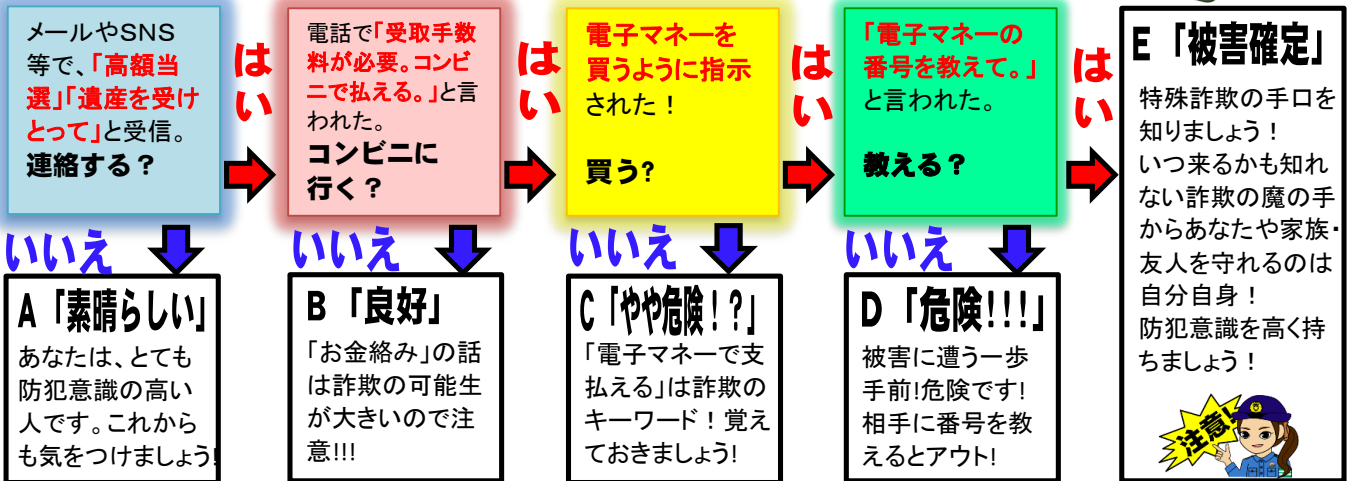 メールやSNS
等で、「高額当
選」「遺産を受け
とって」と受信。
連絡する？
はい
電話で「受取手数
料が必要。コンビ
ニで払える。」と言
われた。
コンビニに
行く？
はい
電子マネーを
買うように指示
された！
買う?
はい
「電子マネーの
番号を教えて。」
と言われた。
教える？
はい
E「被害確定」
特殊詐欺の手口を
知りましょう！
いつ来るかも知れ
ない詐欺の魔の手
からあなたや家族・
友人を守れるのは
自分自身！
防犯意識を高く持
ちましょう！
注意!
いいえ
A「素晴らしい」
あなたは、とても
防犯意識の高い
人です。これから
も気をつけましょう!
いいえ
B「良好」
「お金絡み」の話
は詐欺の可能生
が大きいので注
意!!!
いいえ
C「やや危険！?」
「電子マネーで支
払える」は詐欺の
キーワード！覚え
ておきましょう!
いいえ
D「危険!!!」
被害に遭う一歩
手前!危険です!
相手に番号を教
えるとアウト!